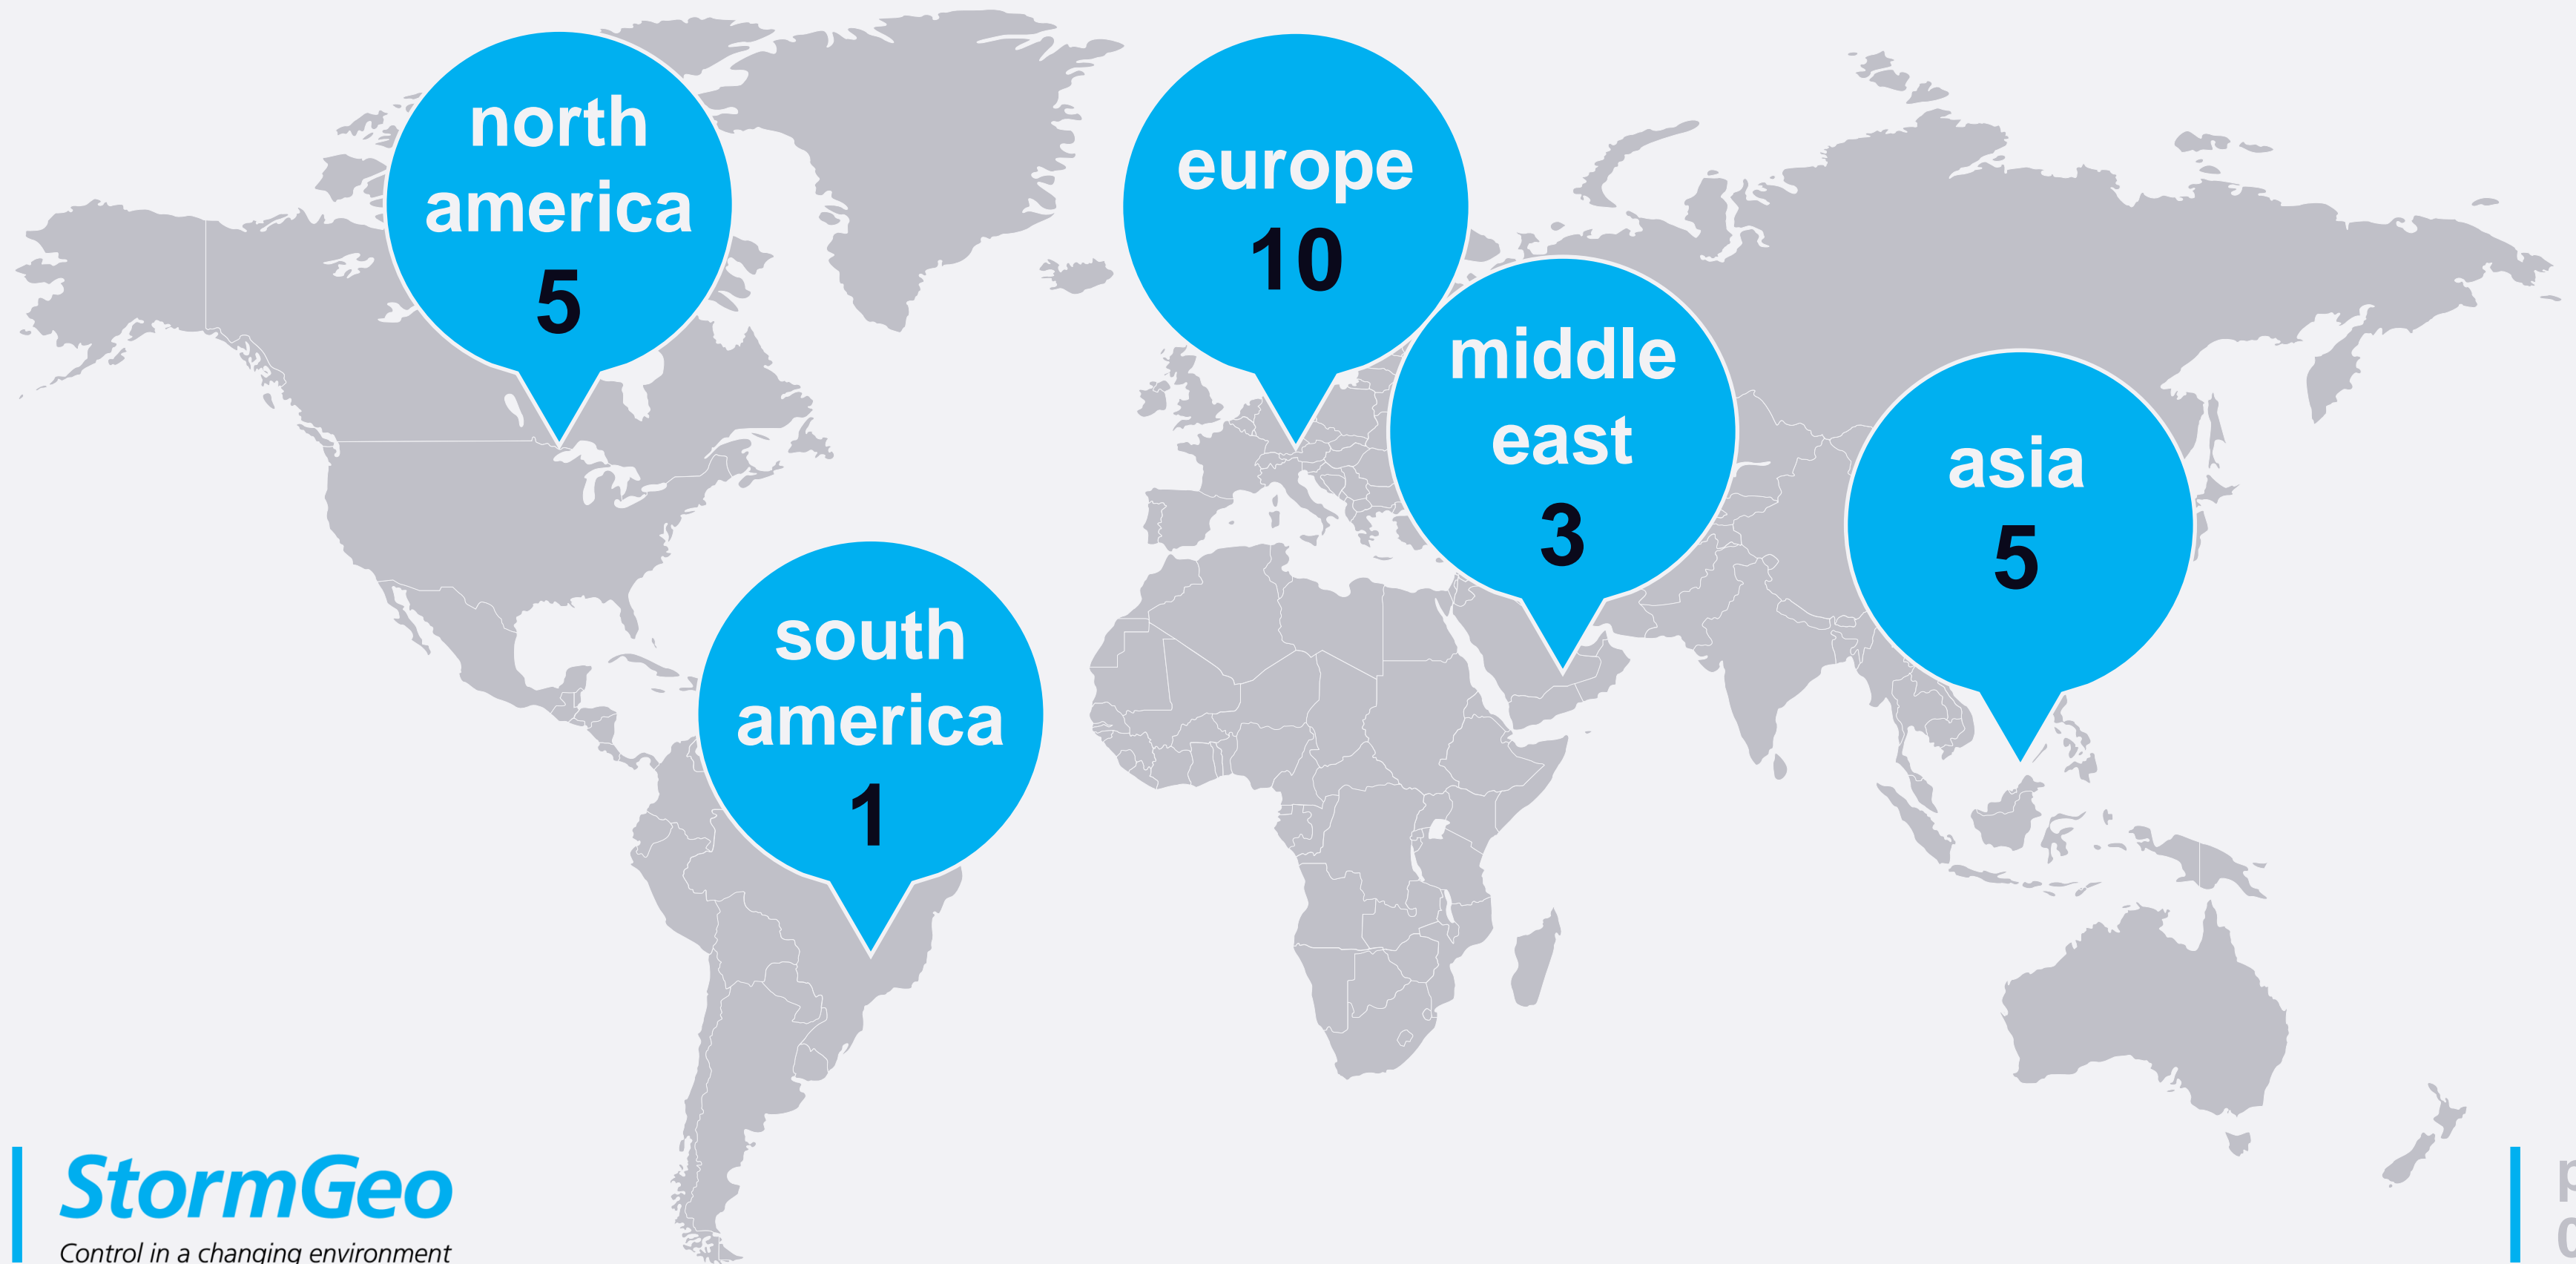 north
america
5
europe
10
middle
east
3
asia
5
south
america
1
StormGeo
Control in a changing environment